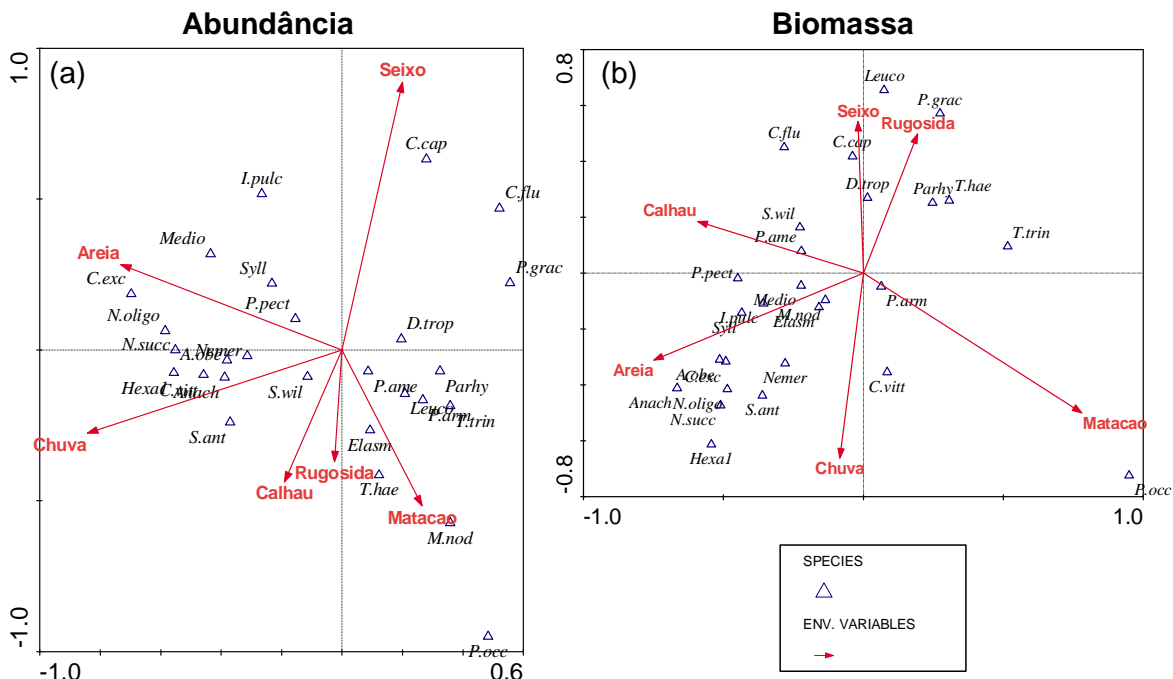 Abundância
(a)
1.0
Seixo
C.cap
I.pulc
C.flu
Medio
Areia
Syll
C.exc
P.grac
P.pect
N.oligo
D.trop
N.succ
A.obe
Nemer
Hexa1
C.vitt
Anach
S.wil
P.ame
Parhy
Leuco
P.arm
T.trin
S.ant
Chuva
Elasm
Rugosida
Calhau
T.hae
Matacao
M.nod
P.occ
-1.0
-1.0
0.6
Biomassa
(b)
0.8
Leuco
P.grac
Seixo
Rugosida
C.flu
C.cap
D.trop
Parhy
T.hae
Calhau
S.wil
P.ame
T.trin
P.pect
Medio
P.arm
I.pulc
M.nod
Syll
Elasm
Areia
A.obe
C.exc
Nemer
C.vitt
Anach
N.oligo
S.ant
N.succ
Matacao
Hexa1
Chuva
P.occ
-0.8
-1.0
1.0
SPECIES
ENV. VARIABLES